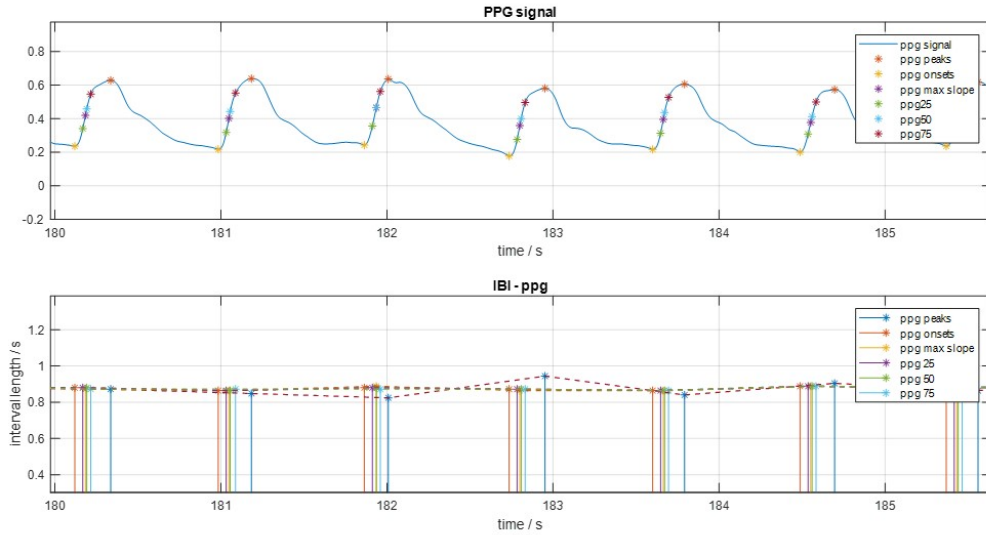 PPG signal
0.8
0.6
0.4
0.2
0
-0.2
180
181
182
183
184
185
time / s
ppg signal
ppg peaks
ppg onsets
ppg max slope
ppg25
ppg50
ppg75
IBI - ppg
intervallength / s
1.2
1
0.8
0.6
0.4
180
181
182
183
184
185
time / s
ppg peaks
ppg onsets
ppg max slope
ppg 25
ppg 50
ppg 75